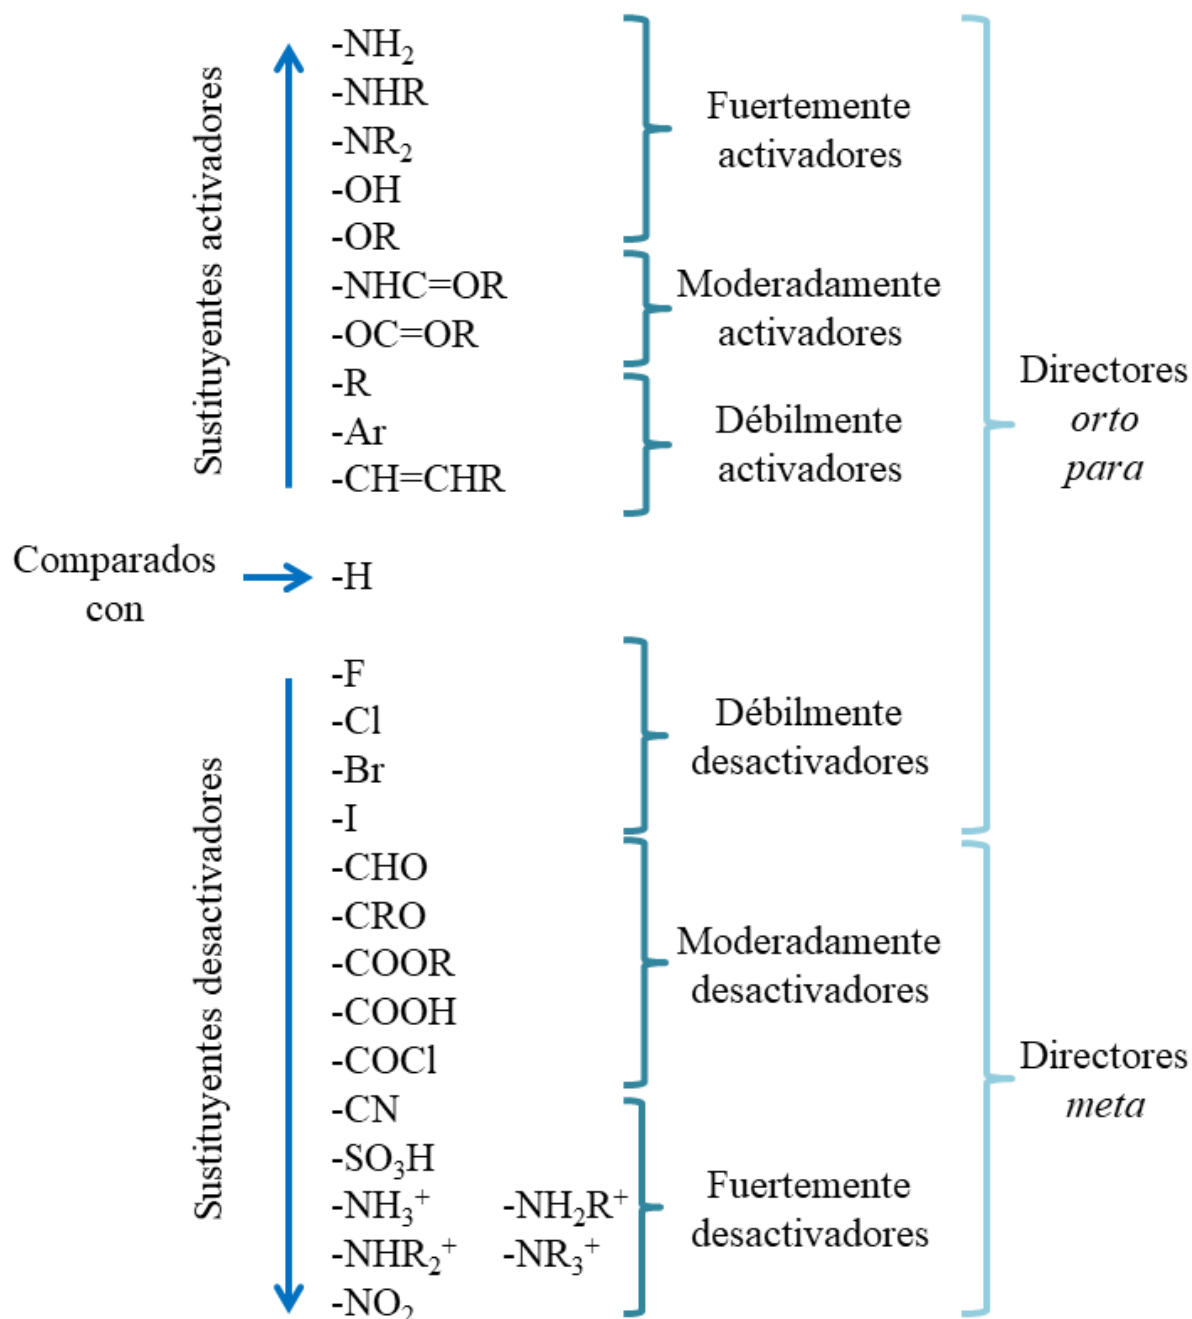 Sustituyentes activadores
-NH₂
-NHR
-NR₂
-OH
-OR
Fuertemente
activadores
-NHC=OR
-OC=OR
Moderadamente
activadores
-R
-Ar
-CH=CHR
Débilmente
activadores
Directores
orto
para
Comparados
con
-H
Sustituyentes desactivadores
-F
-Cl
-Br
-I
Débilmente
desactivadores
-CHO
-CRO
-COOR
-COOH
-COCl
Moderadamente
desactivadores
-CN
-SO₃H
-NH₃⁺ -NH₂R⁺
-NHR₂⁺ -NR₃⁺
-NO₂
Fuertemente
desactivadores
Directores
meta